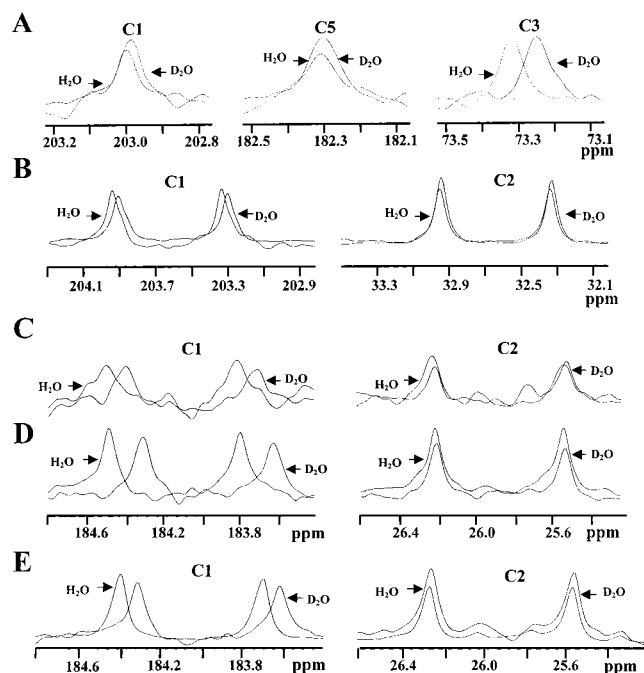 A C1 C5 C3
H₂O D₂O H₂O D₂O H₂O D₂O
203.2 203.0 202.8 182.5 182.3 182.1 73.5 73.3 73.1
ppm
B C1 C2
H₂O D₂O H₂O D₂O
204.1 203.7 203.3 202.9 33.3 32.9 32.5 32.1
ppm
C C1 C2
H₂O D₂O H₂O D₂O
D
H₂O D₂O H₂O D₂O
184.6 184.2 183.8 ppm 26.4 26.0 25.6 ppm
E C1 C2
H₂O D₂O H₂O D₂O
184.6 184.2 183.8 ppm 26.4 26.0 25.6 ppm